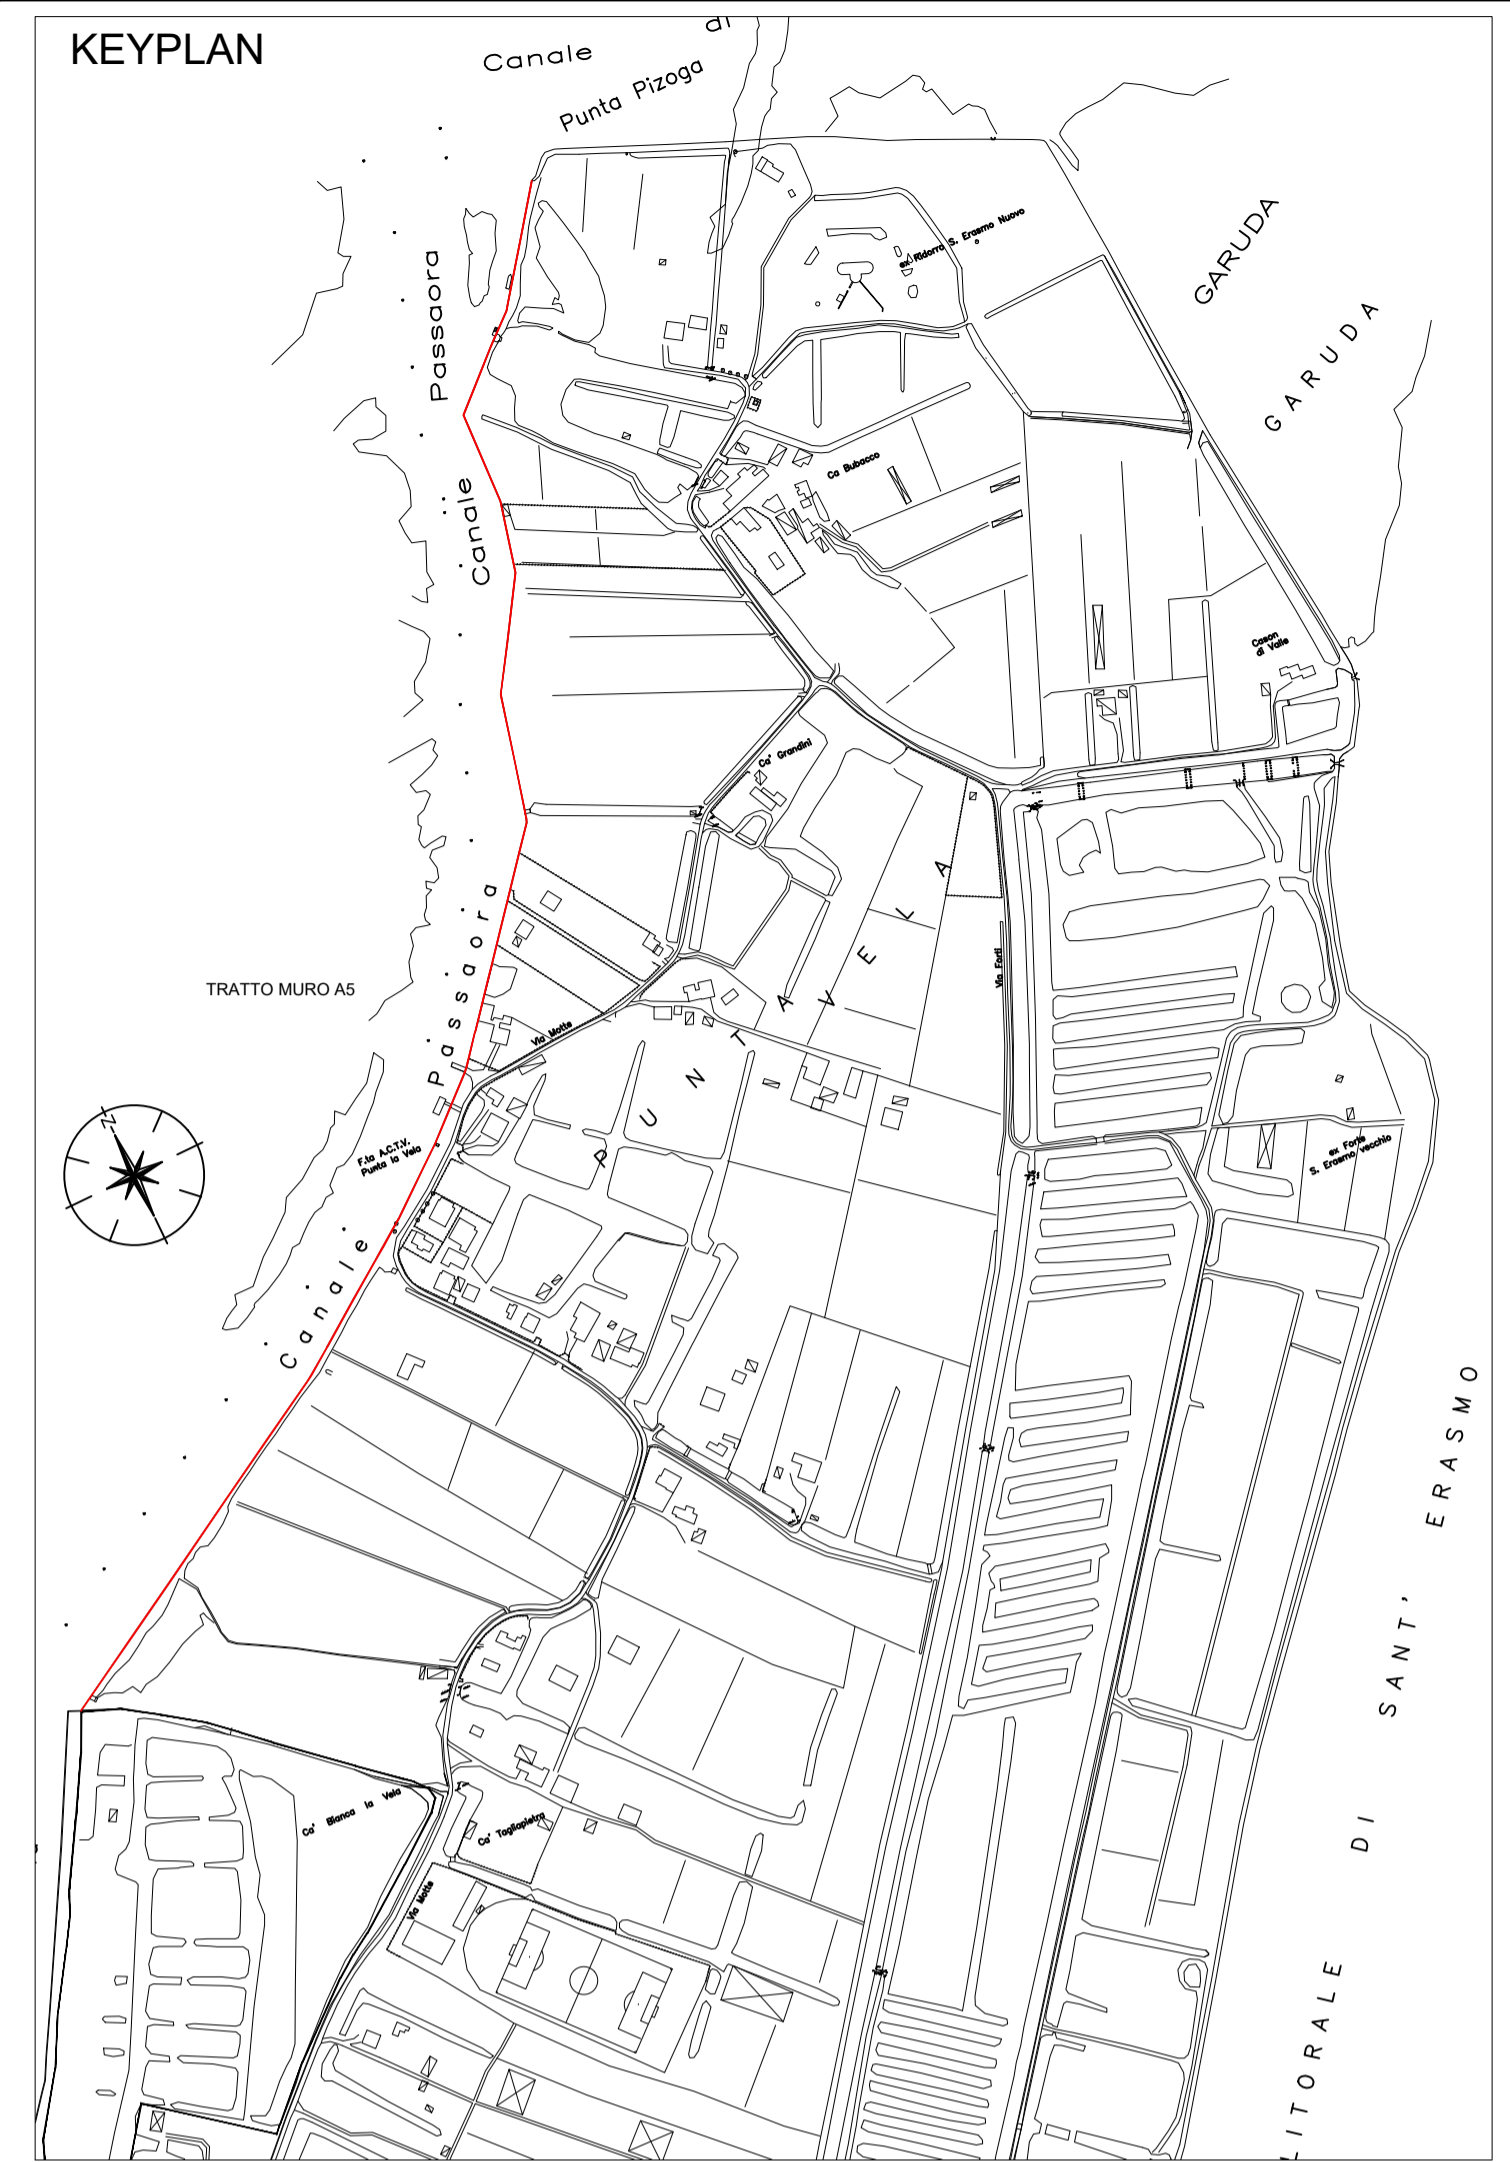 KEYPLAN
Canale di
Punta Pizoga
Canale Passaora
GARUDA
GARUDA
ex Ridorro S. Erasmo Nuovo
Ca Bubacco
Cason
di Valle
Ca' Grandini
PUNTA VELA
Via Forti
TRATTO MURO A5
Canale Passaora
Via Motte
N
F.ta A.C.T.V.
Punta la Vela
ex Forte
S. Erasmo vecchio
LITORALE DI SANT' ERASMO
Ca' Bianca la Vela
Ca' Tagliapietra
Via Motte